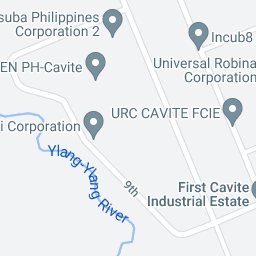 suba Philippines
Corporation 2
Incub8
EN PH-Cavite
Universal Robina
Corporation
URC CAVITE FCIE
i Corporation
Ylang-Ylang River
9th
First Cavite
Industrial Estate